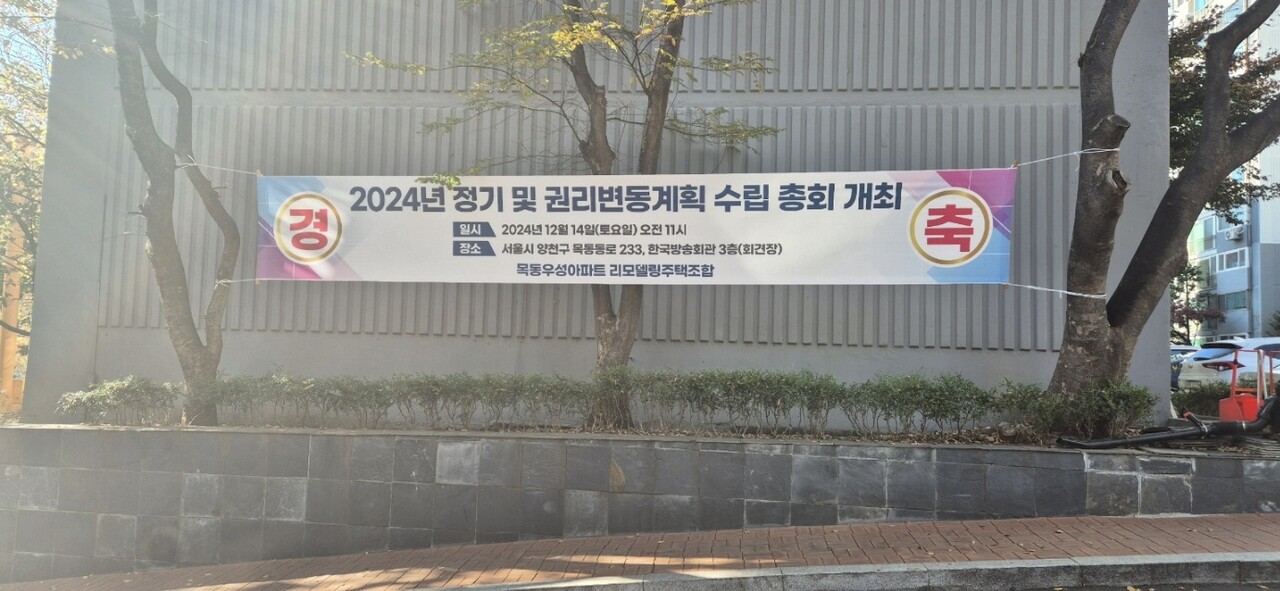 경
2024년 정기 및 권리변동계획 수립 총회 개최
일시 2024년 12월 14일(토요일) 오전 11시
장소 서울시 양천구 목동동로 233, 한국방송회관 3층(회견장)
목동우성아파트 리모델링주택조합
축